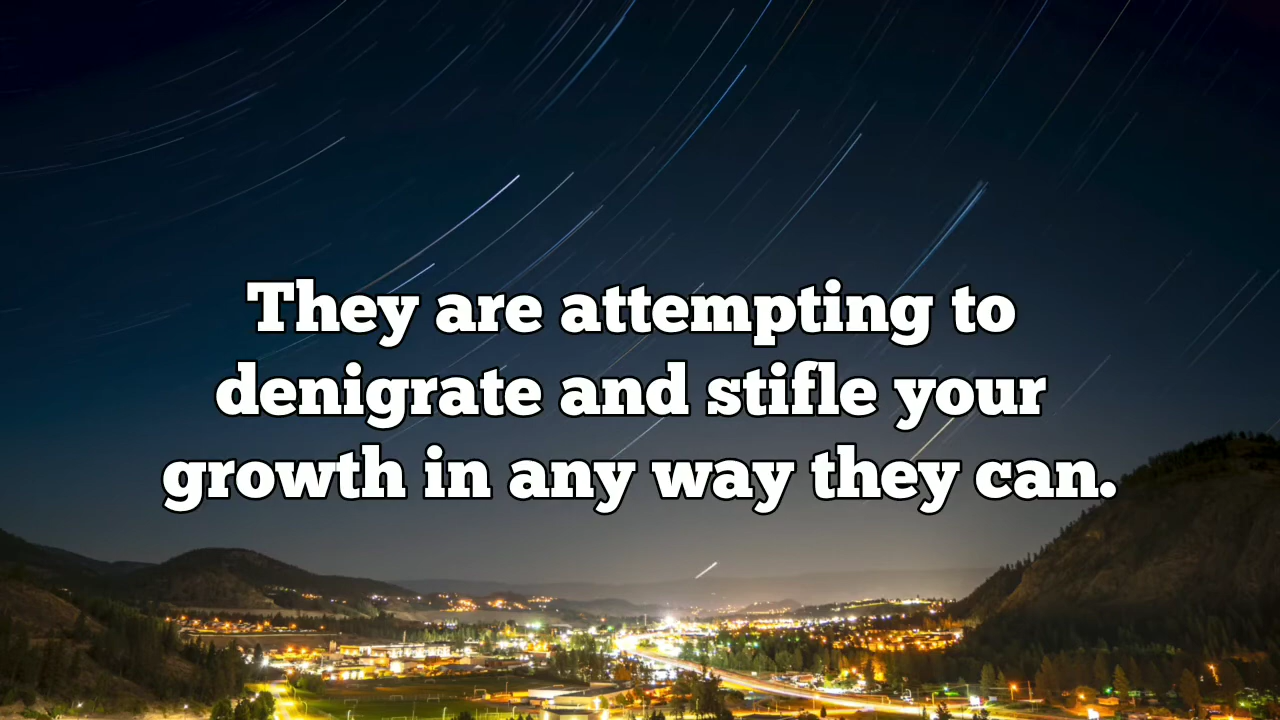 They are attempting to
denigrate and stifle your
growth in any way they can.